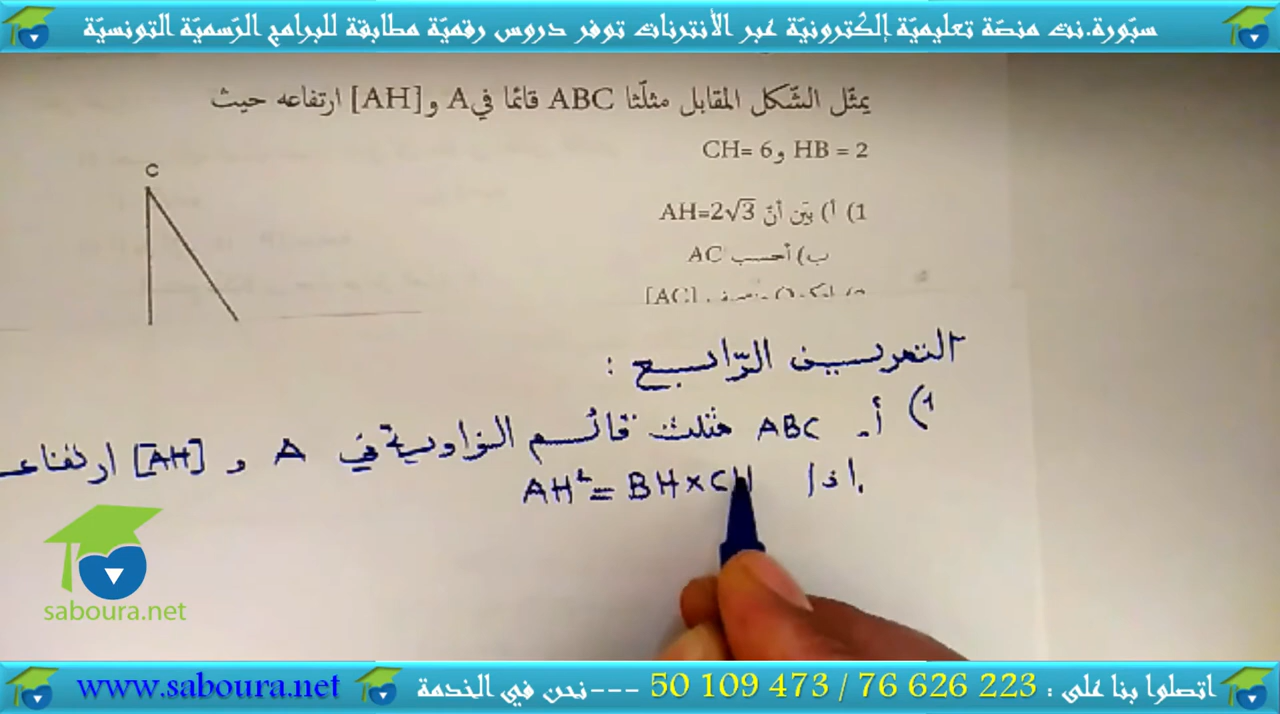 سبّورة.نت منصّة تعليميّة إلكترونيّة عبر الأنترنات توفر دروس رقميّة مطابقة للبرامج الرّسميّة التونسيّة
يمثّل الشّكل المقابل مثلّثا ABC قائما في A و [AH] ارتفاعه حيث
CH= 6 و HB = 2
C
1) أ) بيّن أنّ AH=2√3
ب) أحسب AC
[AC]
التمرين الرّابع :
1) أ. ABC مثلث قائم الزاوية في A و [AH] ارتفاعـ
إذا AH²= BH×CH
saboura.net
اتصلوا بنا على : 50 109 473 / 76 626 223 ---نحن في الخدمة www.saboura.net